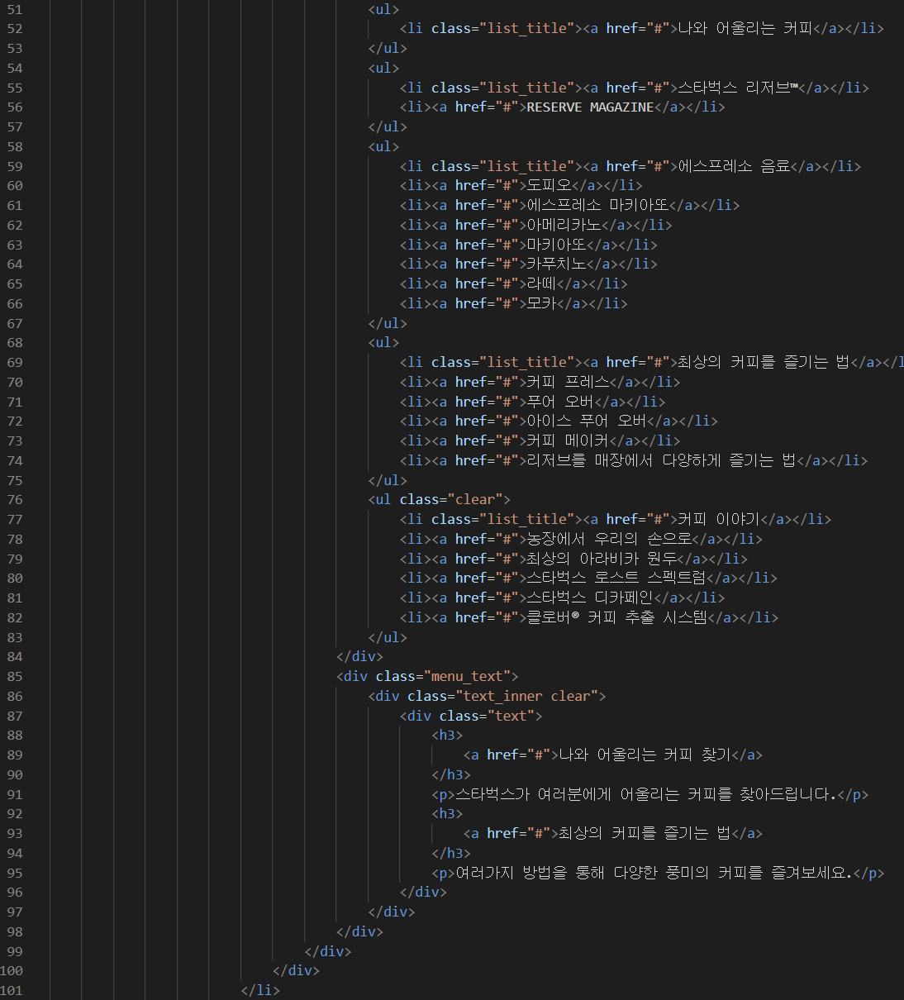 51 <ul>
52 <li class="list_title"><a href="#">나와 어울리는 커피</a></li>
53 </ul>
54 <ul>
55 <li class="list_title"><a href="#">스타벅스 리저브™</a></li>
56 <li><a href="#">RESERVE MAGAZINE</a></li>
57 </ul>
58 <ul>
59 <li class="list_title"><a href="#">에스프레소 음료</a></li>
60 <li><a href="#">도피오</a></li>
61 <li><a href="#">에스프레소 마키아또</a></li>
62 <li><a href="#">아메리카노</a></li>
63 <li><a href="#">마키아또</a></li>
64 <li><a href="#">카푸치노</a></li>
65 <li><a href="#">라떼</a></li>
66 <li><a href="#">모카</a></li>
67 </ul>
68 <ul>
69 <li class="list_title"><a href="#">최상의 커피를 즐기는 법</a></l
70 <li><a href="#">커피 프레스</a></li>
71 <li><a href="#">푸어 오버</a></li>
72 <li><a href="#">아이스 푸어 오버</a></li>
73 <li><a href="#">커피 메이커</a></li>
74 <li><a href="#">리저브를 매장에서 다양하게 즐기는 법</a></li>
75 </ul>
76 <ul class="clear">
77 <li class="list_title"><a href="#">커피 이야기</a></li>
78 <li><a href="#">농장에서 우리의 손으로</a></li>
79 <li><a href="#">최상의 아라비카 원두</a></li>
80 <li><a href="#">스타벅스 로스트 스펙트럼</a></li>
81 <li><a href="#">스타벅스 디카페인</a></li>
82 <li><a href="#">클로버® 커피 추출 시스템</a></li>
83 </ul>
84 </div>
85 <div class="menu_text">
86 <div class="text_inner clear">
87 <div class="text">
88 <h3>
89 <a href="#">나와 어울리는 커피 찾기</a>
90 </h3>
91 <p>스타벅스가 여러분에게 어울리는 커피를 찾아드립니다.</p>
92 <h3>
93 <a href="#">최상의 커피를 즐기는 법</a>
94 </h3>
95 <p>여러가지 방법을 통해 다양한 풍미의 커피를 즐겨보세요.</p>
96 </div>
97 </div>
98 </div>
99 </div>
100 </div>
101 </li>